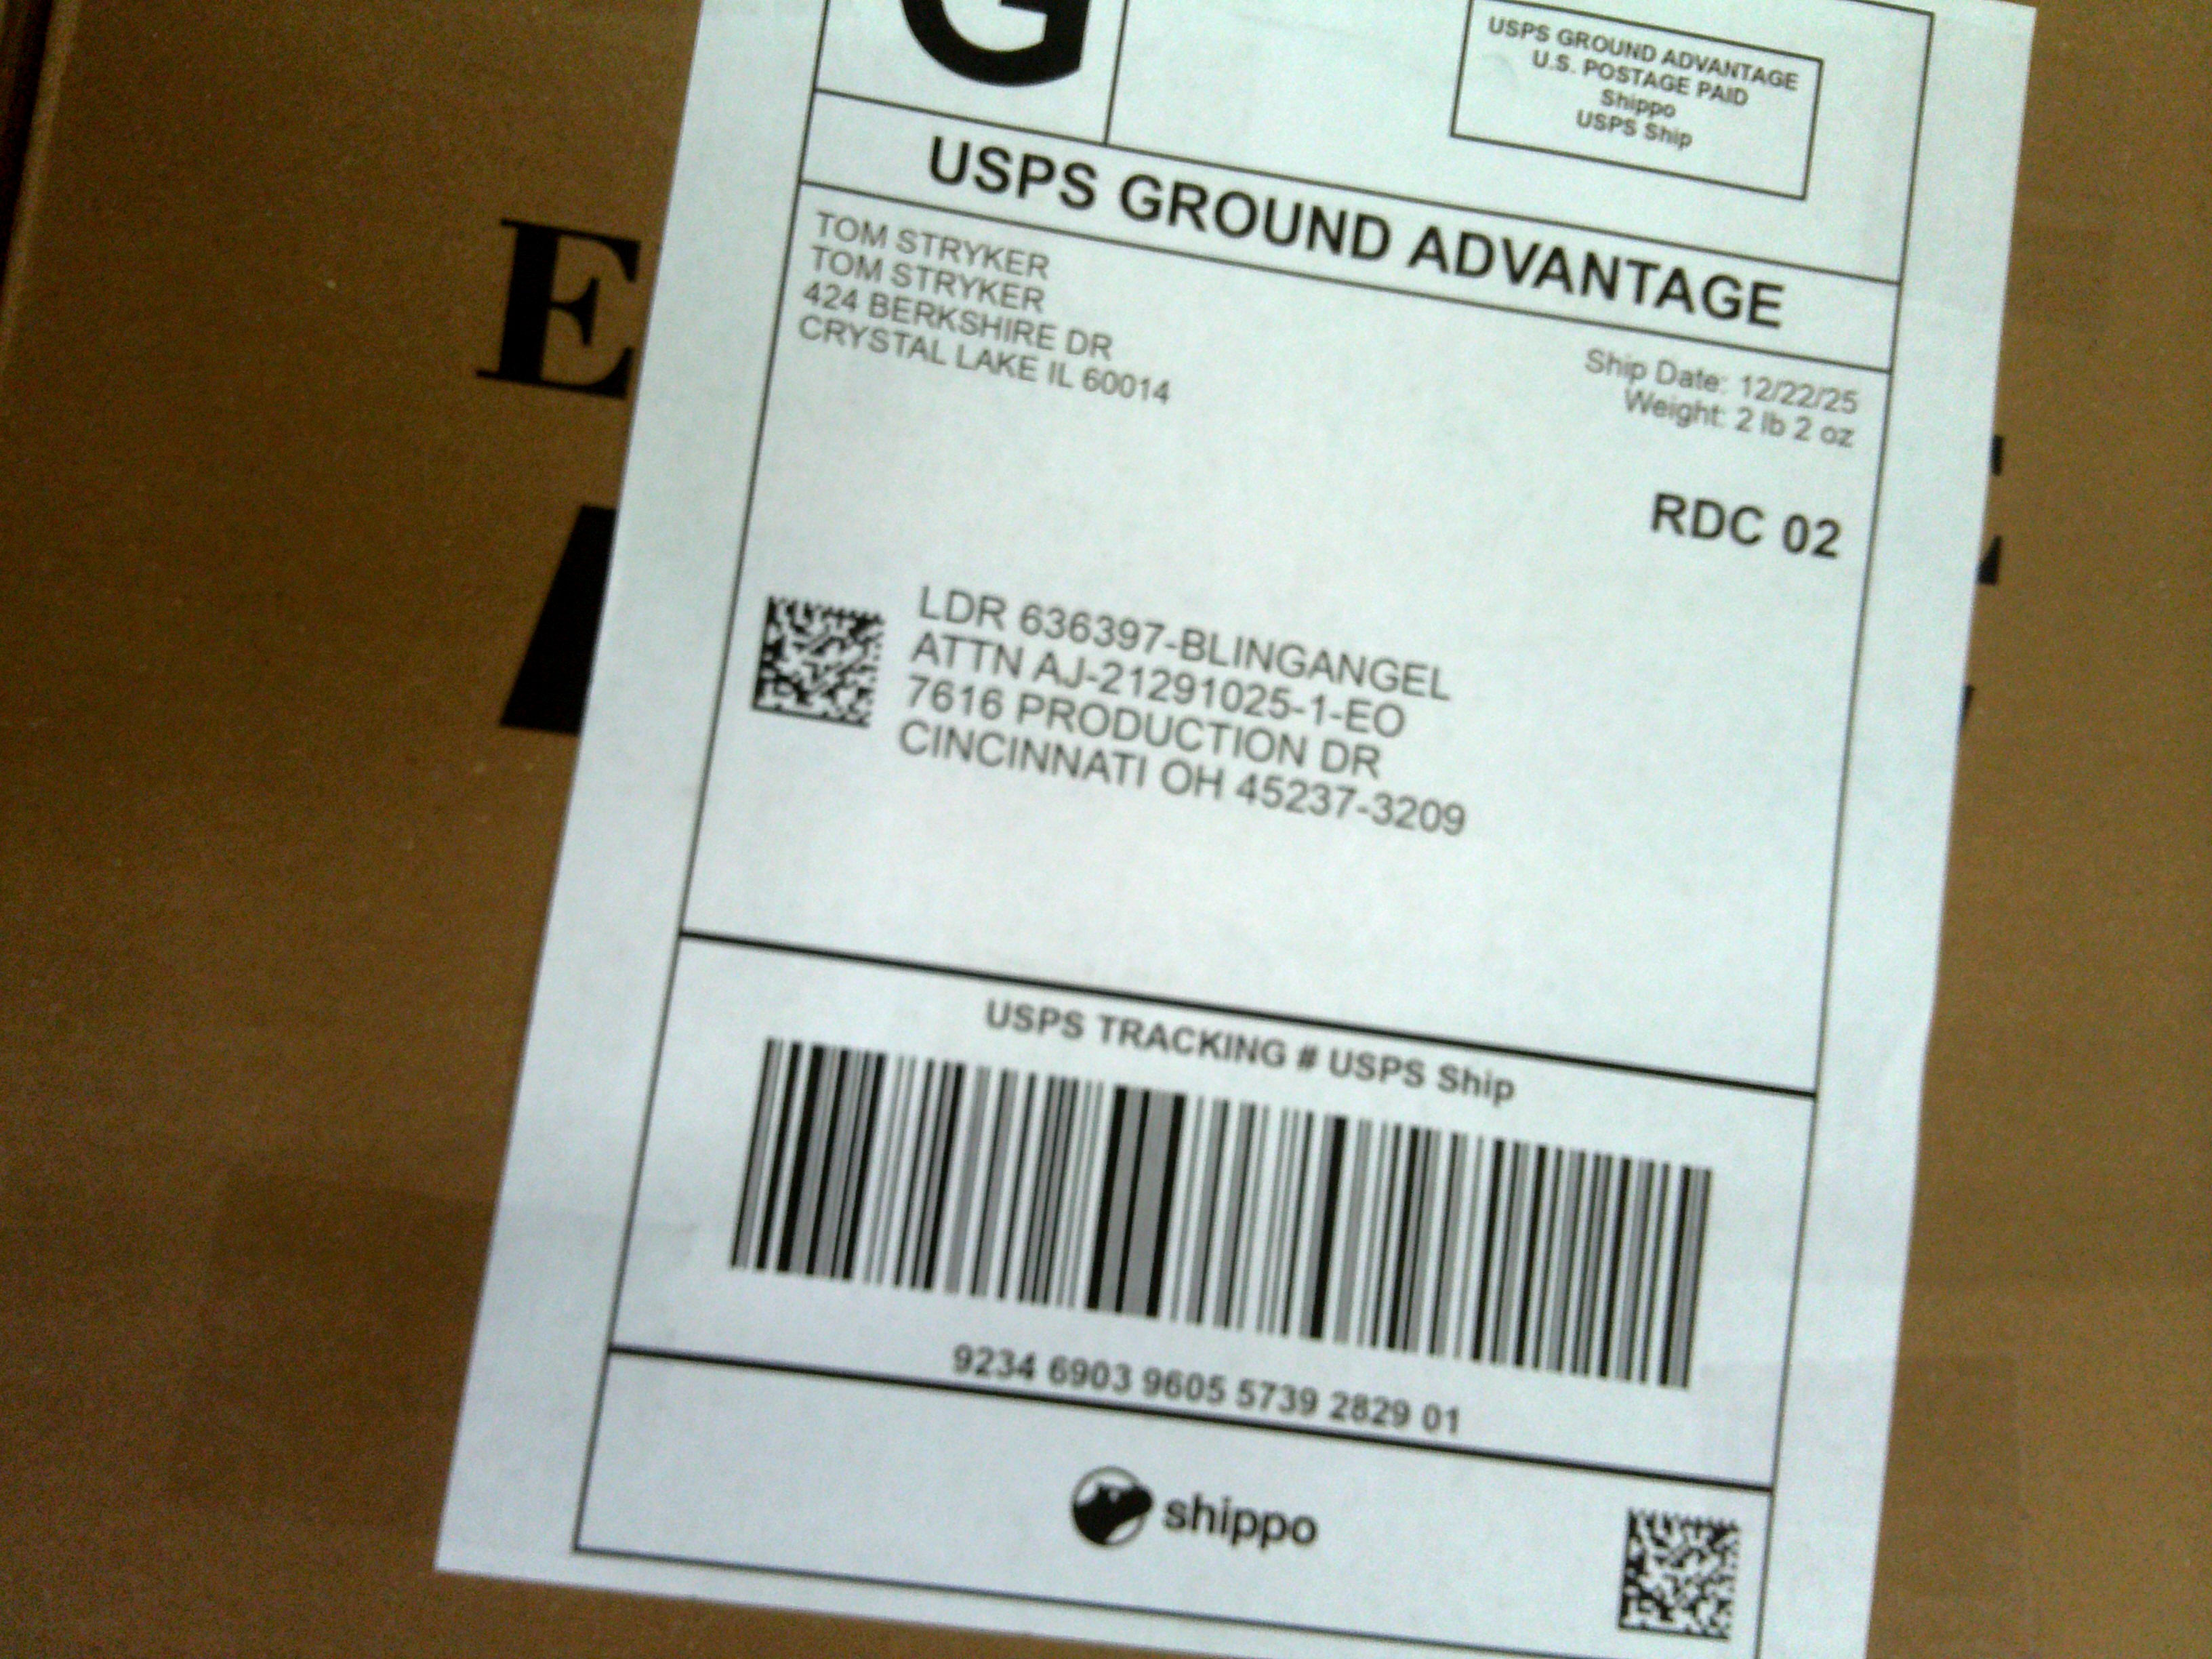 G
USPS GROUND ADVANTAGE
U.S. POSTAGE PAID
Shippo
USPS Ship
USPS GROUND ADVANTAGE
TOM STRYKER
TOM STRYKER
424 BERKSHIRE DR
CRYSTAL LAKE IL 60014
Ship Date: 12/22/25
Weight: 2 lb 2 oz
RDC 02
LDR 636397-BLINGANGEL
ATTN AJ-21291025-1-EO
7616 PRODUCTION DR
CINCINNATI OH 45237-3209
USPS TRACKING # USPS Ship
9234 6903 9605 5739 2829 01
shippo
E